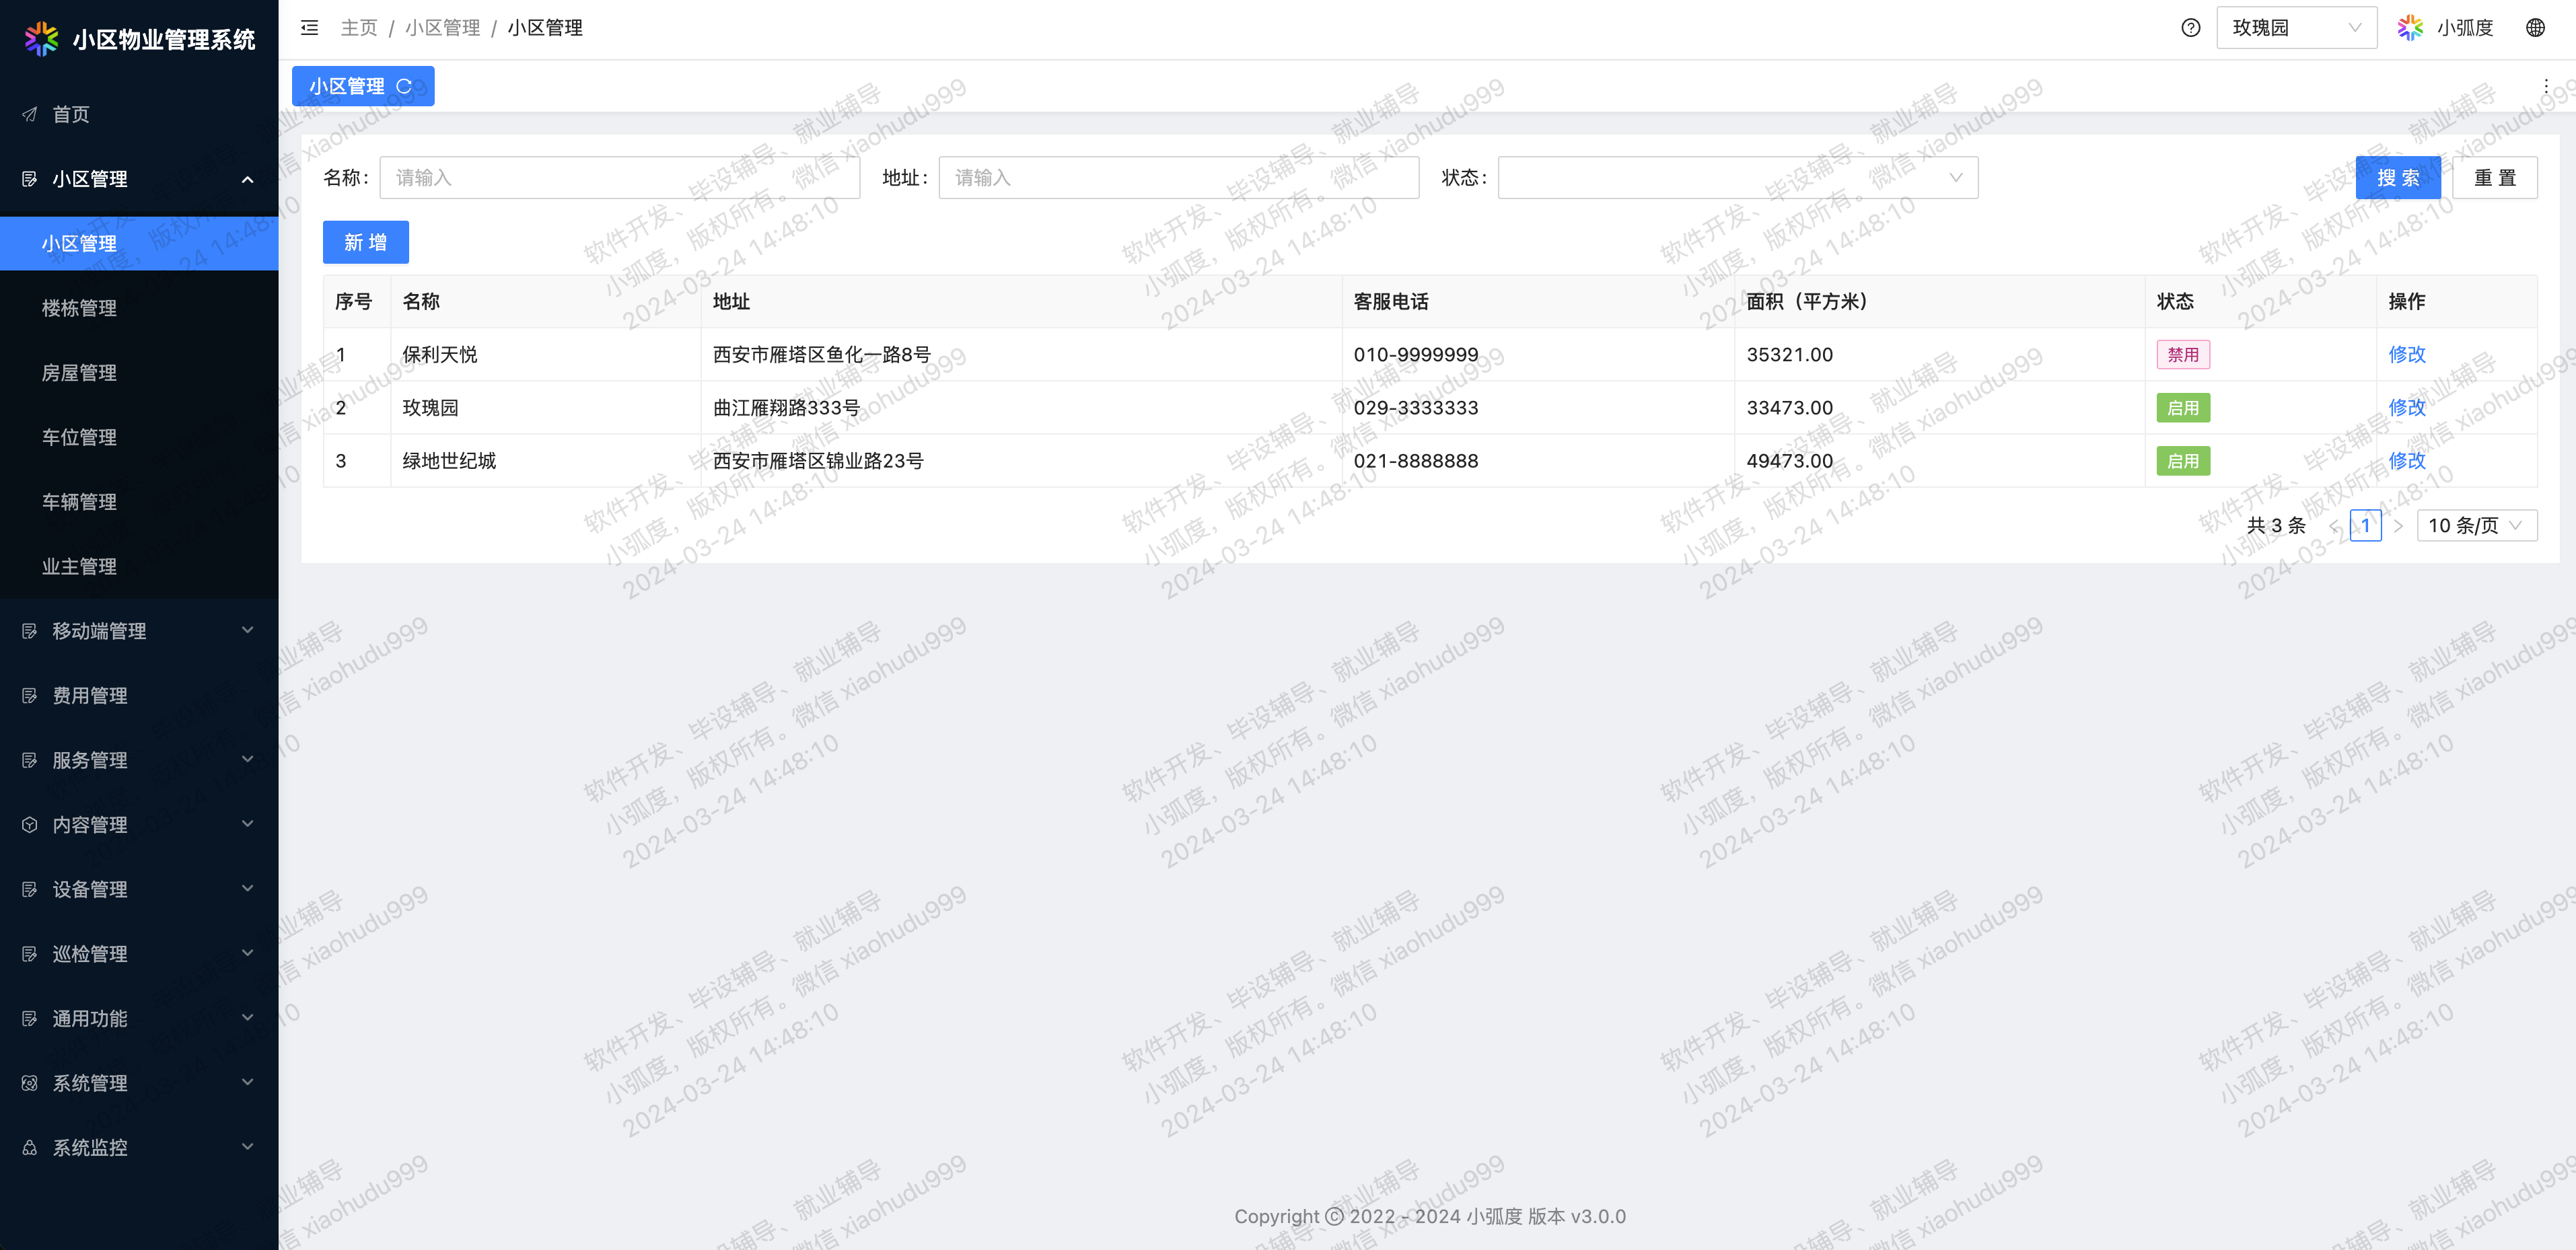 小区物业管理系统
主页 / 小区管理 / 小区管理
玫瑰园
小弧度
首页
小区管理
小区管理
楼栋管理
房屋管理
车位管理
车辆管理
业主管理
移动端管理
费用管理
服务管理
内容管理
设备管理
巡检管理
通用功能
系统管理
系统监控
小区管理
名称: 请输入 地址: 请输入 状态: 搜 索 重 置
新 增
序号 名称 地址 客服电话 面积（平方米） 状态 操作
1 保利天悦 西安市雁塔区鱼化一路8号 010-9999999 35321.00 禁用 修改
2 玫瑰园 曲江雁翔路333号 029-3333333 33473.00 启用 修改
3 绿地世纪城 西安市雁塔区锦业路23号 021-8888888 49473.00 启用 修改
共 3 条 < 1 > 10 条/页
软件开发、毕设辅导、就业辅导
小弧度，版权所有。微信 xiaohudu999
2024-03-24 14:48:10
Copyright © 2022 - 2024 小弧度 版本 v3.0.0